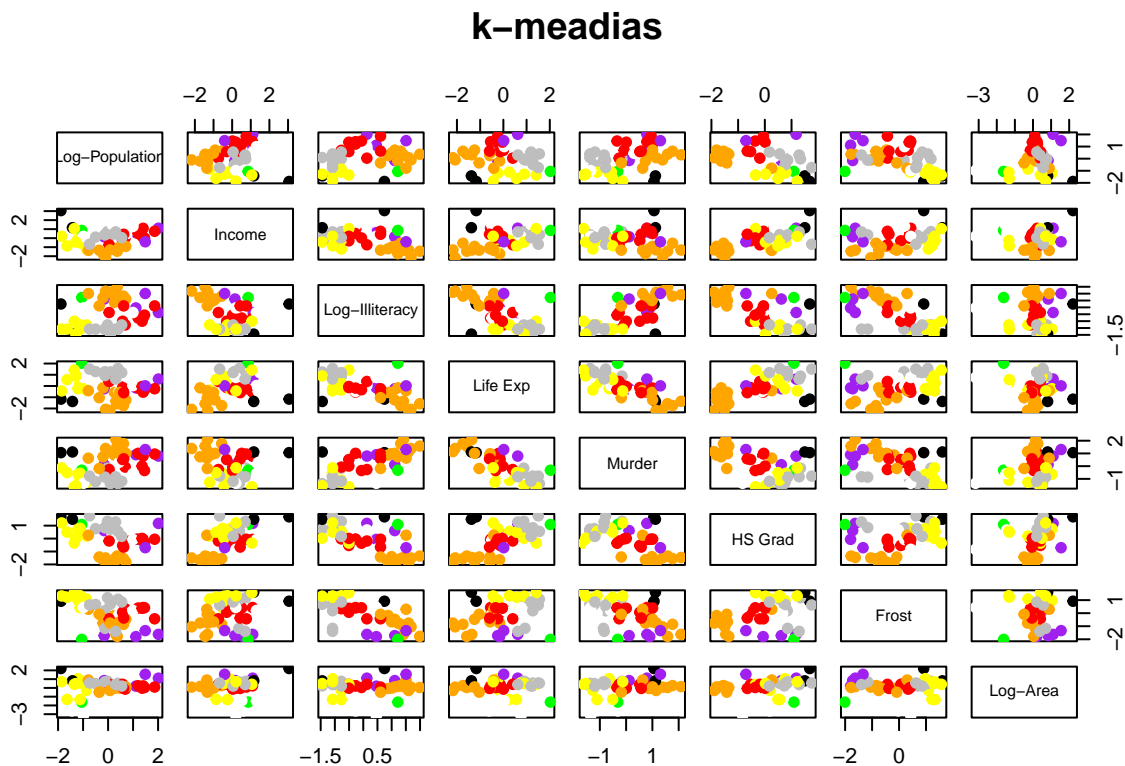 k−meadias
−2 0 2 −2 0 2 −2 0 −3 2
Log−Population −2 1
−2 2 Income
Log−Illiteracy −1.5
−2 2 Life Exp
Murder −1 2
−2 1 HS Grad
Frost −2 1
−3 2 Log−Area
−2 0 2 −1.5 0.5 −1 1 −2 0